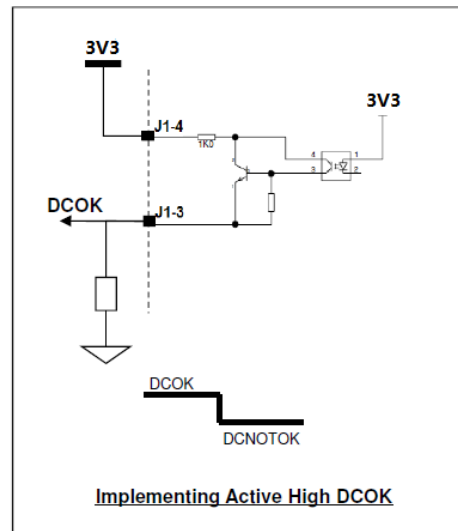 3V3
J1-4
1K0
3V3
4
1
3
2
DCOK
J1-3
DCOK
DCNOTOK
Implementing Active High DCOK